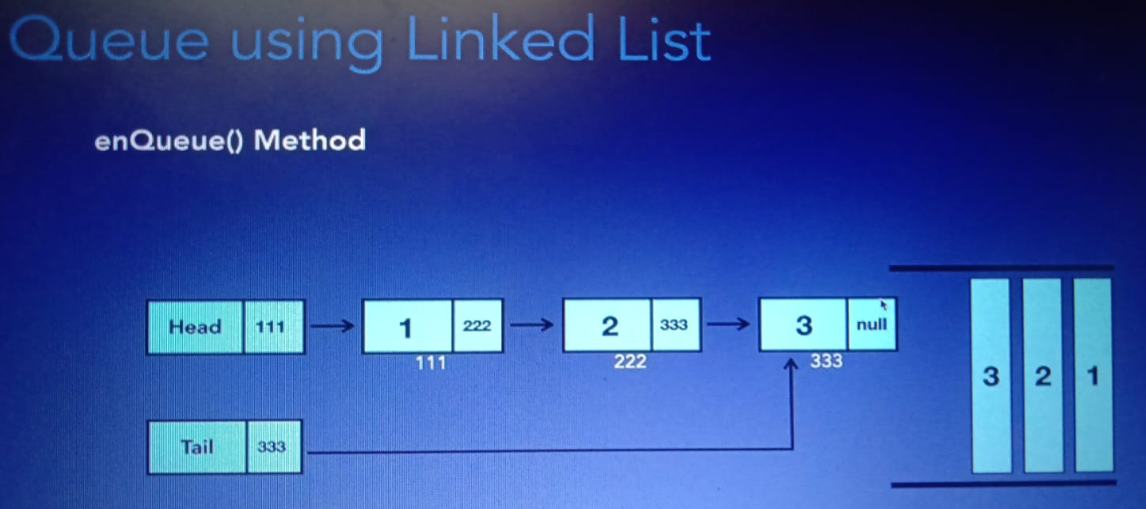 Queue using Linked List
enQueue() Method
Head 111
1 222
2 333
3 null
111
222
333
Tail 333
3 2 1